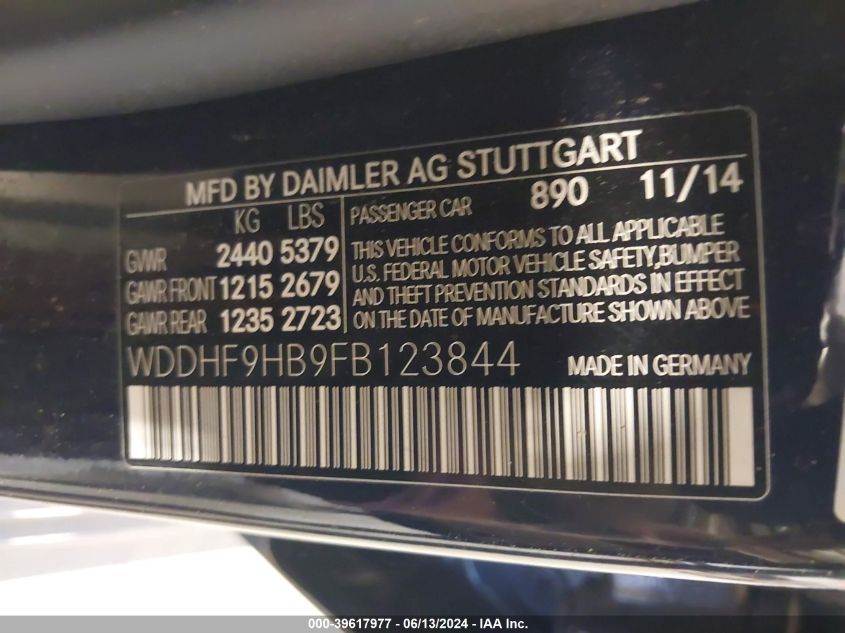 MFD BY DAIMLER AG STUTTGART
KG LBS
GVWR 2440 5379
GAWR FRONT 1215 2679
GAWR REAR 1235 2723
PASSENGER CAR 890 11/14
THIS VEHICLE CONFORMS TO ALL APPLICABLE
U.S. FEDERAL MOTOR VEHICLE SAFETY,BUMPER
AND THEFT PREVENTION STANDARDS IN EFFECT
ON THE DATE OF MANUFACTURE SHOWN ABOVE
WDDHF9HB9FB123844 MADE IN GERMANY
000-39617977 - 06/13/2024 - IAA Inc.